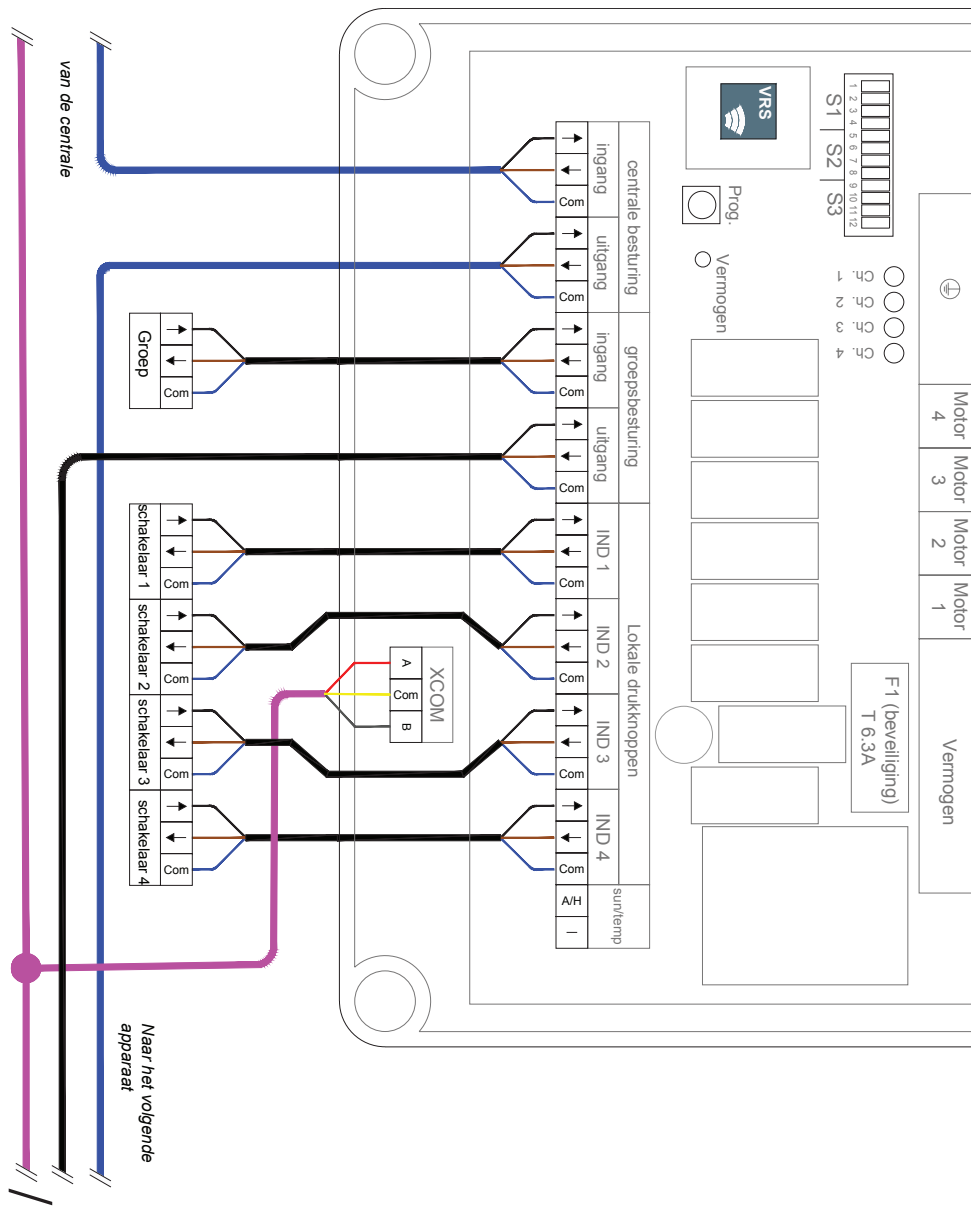 Motor
4
Motor
3
Motor
2
Motor
1
Vermogen
F1 (beveiliging)
T 6.3A
Ch. 1
Ch. 2
Ch. 3
Ch. 4
1 2 3 4 5 6 7 8 9 10 11 12
S1 S2 S3
VRS
Prog.
Vermogen
centrale besturing
groepsbesturing
Lokale drukknoppen
sun/temp
ingang
uitgang
ingang
uitgang
IND 1
IND 2
IND 3
IND 4
→ ← Com
→ ← Com
→ ← Com
→ ← Com
→ ← Com
→ ← Com
→ ← Com
→ ← Com
A/H
I
XCOM
A
Com
B
→ ← Com
Groep
→ ← Com
schakelaar 1
→ ← Com
schakelaar 2
→ ← Com
schakelaar 3
→ ← Com
schakelaar 4
van de centrale
Naar het volgende
apparaat